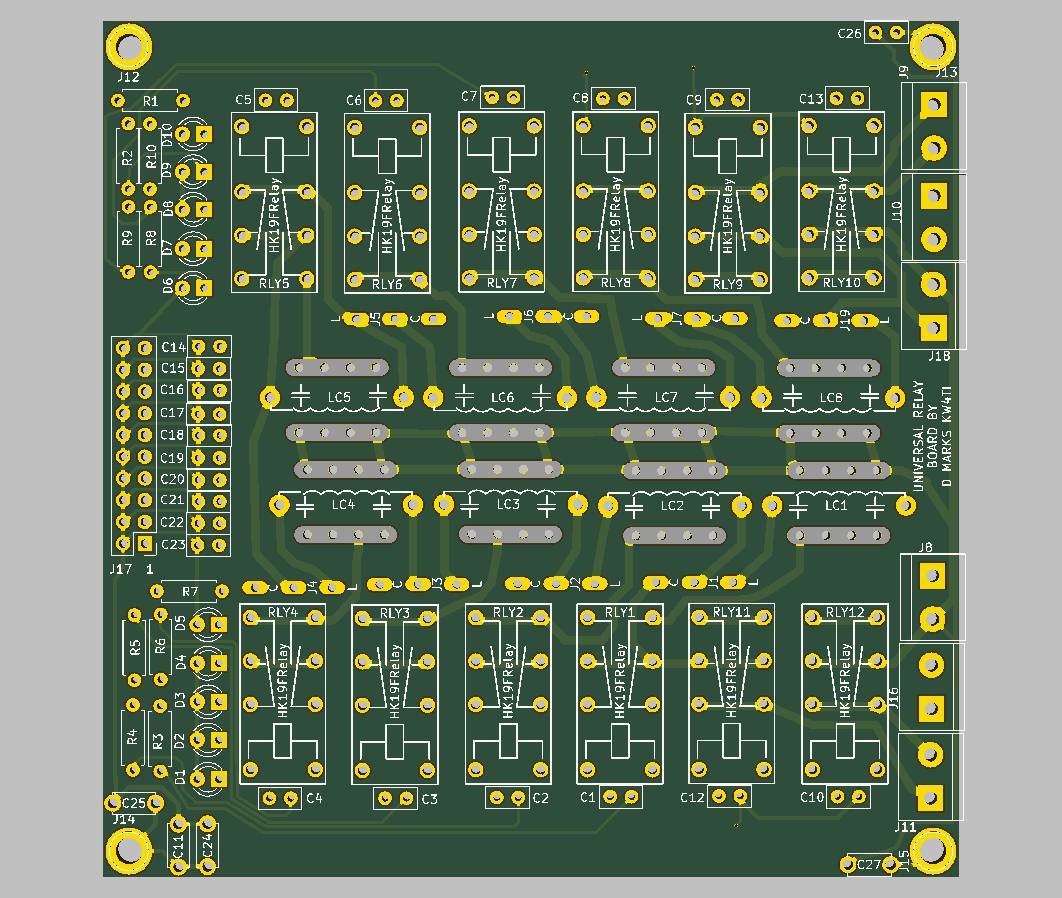 C26
J12
J9
J13
R1
C5
C6
C7
C8
C9
C13
R2
R10
D10
D9
D8
D7
D6
R9
R8
HK19FRelay
HK19FRelay
HK19FRelay
HK19FRelay
HK19FRelay
HK19FRelay
J10
RLY5
RLY6
RLY7
RLY8
RLY9
RLY10
L J5 C
L J6 C
L J7 C
C J19 L
J18
C14
C15
C16
C17
C18
C19
C20
C21
C22
C23
LC5
LC6
LC7
LC8
UNIVERSAL RELAY
BOARD BY
D MARKS KW4TI
LC4
LC3
LC2
LC1
J17 1
J8
R7
C J4 L
C J3 L
C J2 L
C J1 L
RLY4
RLY3
RLY2
RLY1
RLY11
RLY12
R5
R6
D5
D4
D3
D2
D1
R4
R3
HK19FRelay
HK19FRelay
HK19FRelay
HK19FRelay
HK19FRelay
HK19FRelay
J16
C25
J14
C4
C3
C2
C1
C12
C10
J11
C11
C24
C27
J15